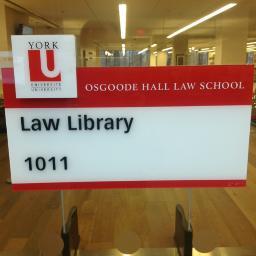 YORK
U
UNIVERSITÉ
UNIVERSITY
OSGOODE HALL LAW SCHOOL
Law Library
1011